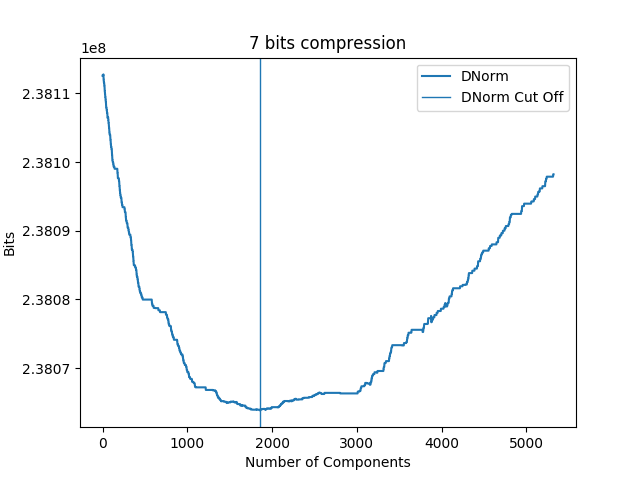 7 bits compression
1e8
DNorm
DNorm Cut Off
2.3811
2.3810
2.3809
2.3808
2.3807
Bits
0 1000 2000 3000 4000 5000
Number of Components